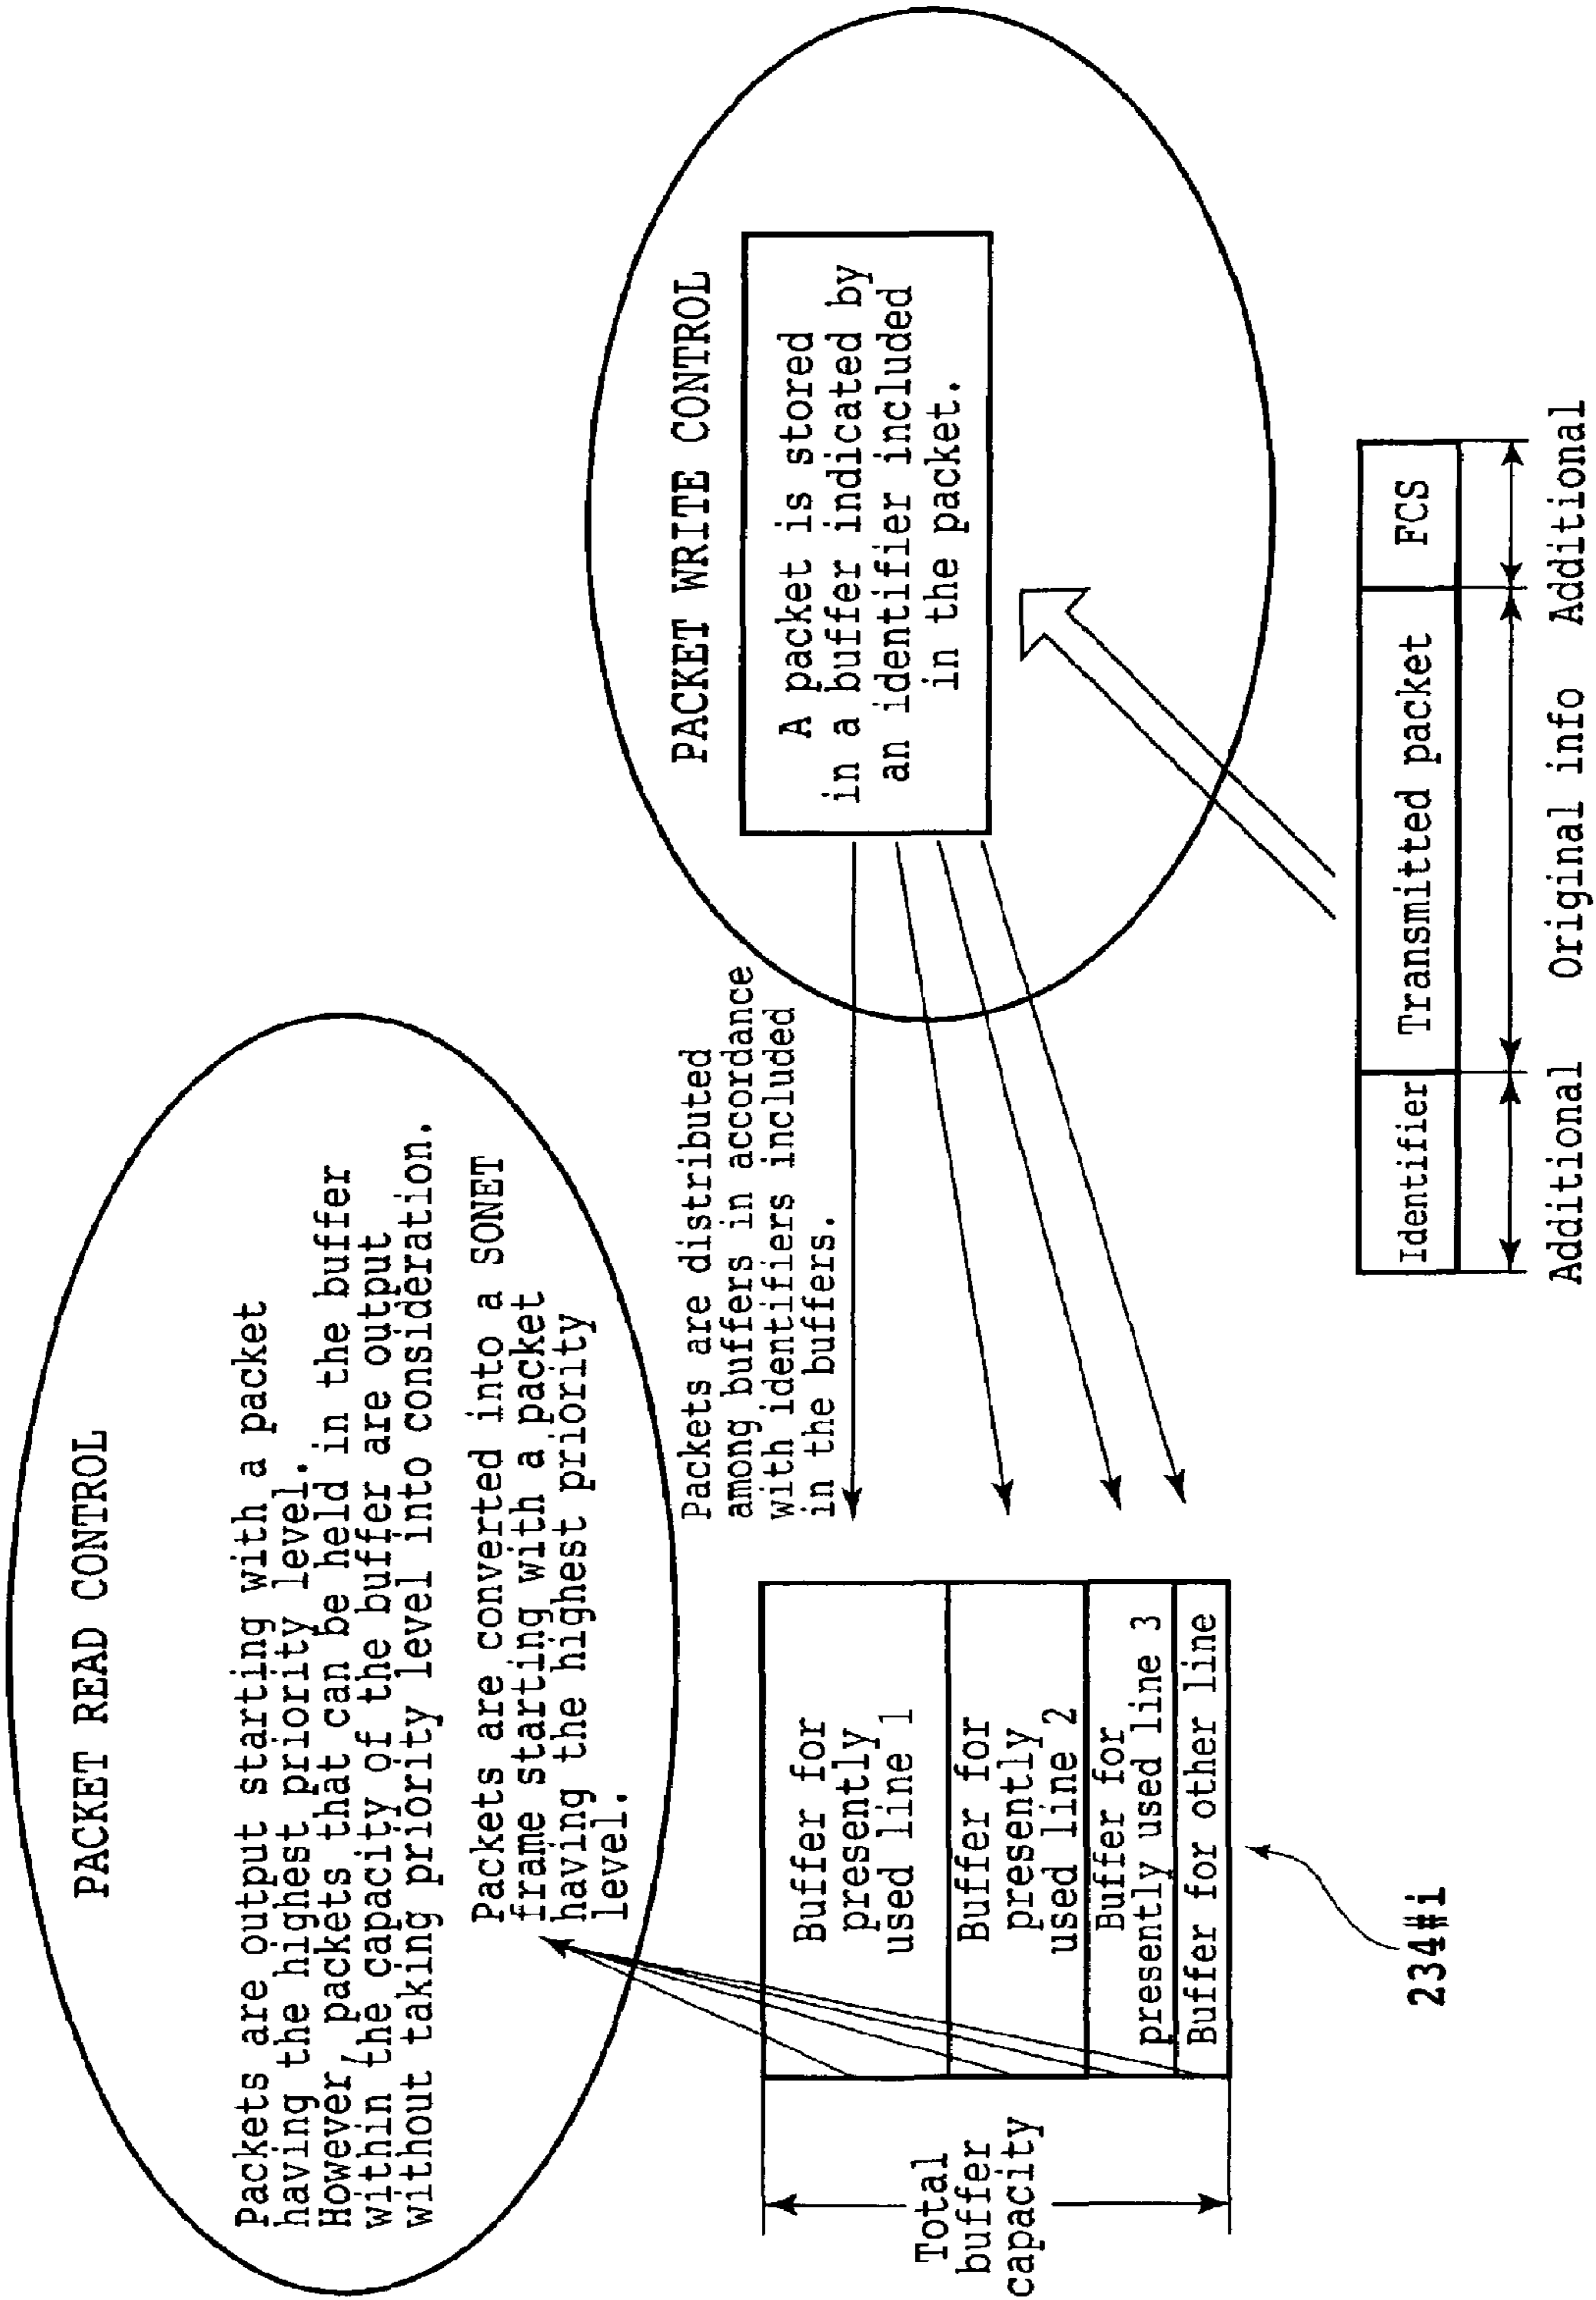 PACKET READ CONTROL
Packets are output starting with a packet
having the highest priority level.
However, packets that can be held in the buffer
within the capacity of the buffer are output
without taking priority level into consideration.
Packets are converted into a SONET
frame starting with a packet
having the highest priority
level.
PACKET WRITE CONTROL
A packet is stored
in a buffer indicated by
an identifier included
in the packet.
Packets are distributed
among buffers in accordance
with identifiers included
in the buffers.
Total
buffer
capacity
Buffer for
presently
used line 1
Buffer for
presently
used line 2
Buffer for
presently used line 3
Buffer for other line
234#i
Identifier
Transmitted packet
FCS
Additional
Original info
Additional